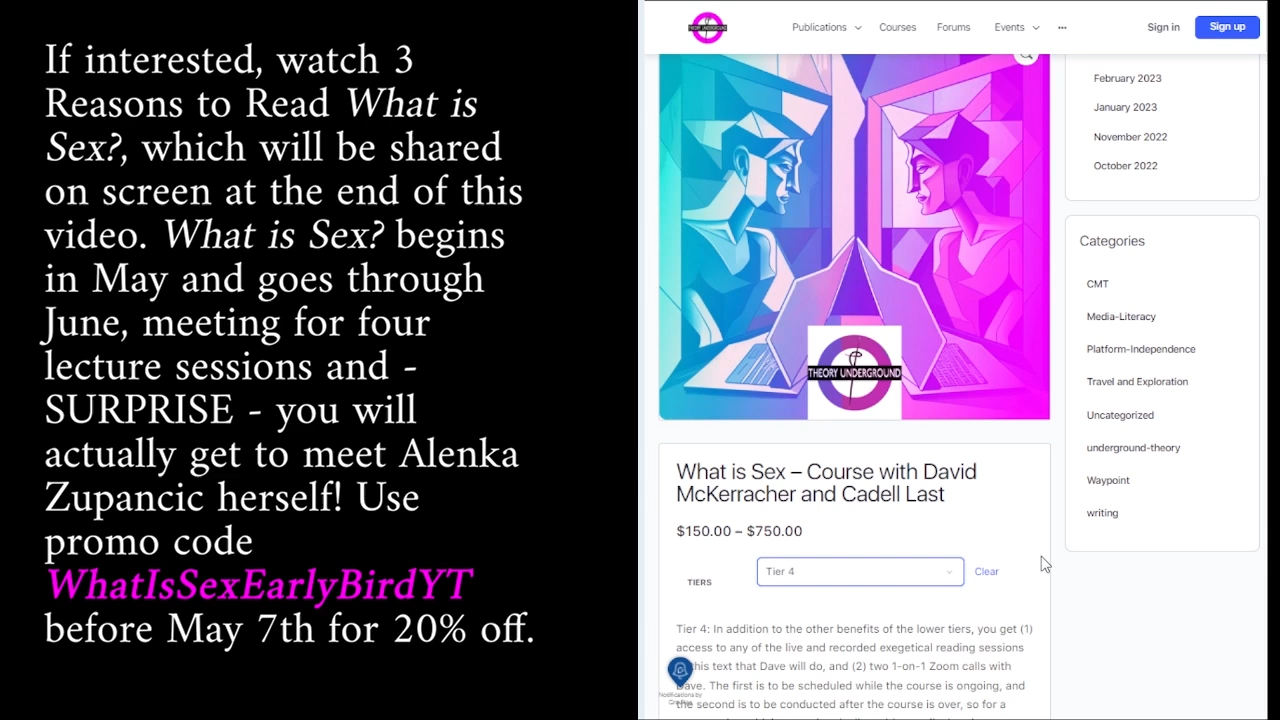 If interested, watch 3
Reasons to Read What is
Sex?, which will be shared
on screen at the end of this
video. What is Sex? begins
in May and goes through
June, meeting for four
lecture sessions and -
SURPRISE - you will
actually get to meet Alenka
Zupancic herself! Use
promo code
WhatIsSexEarlyBirdYT
before May 7th for 20% off.
THEORY UNDERGROUND
Publications
Courses
Forums
Events
Sign in
Sign up
THEORY UNDERGROUND
What is Sex – Course with David
McKerracher and Cadell Last
$150.00 – $750.00
TIERS
Tier 4
Clear
Tier 4: In addition to the other benefits of the lower tiers, you get (1)
access to any of the live and recorded exegetical reading sessions
this text that Dave will do, and (2) two 1-on-1 Zoom calls with
Dave. The first is to be scheduled while the course is ongoing, and
the second is to be conducted after the course is over, so for a
Notifications by
February 2023
January 2023
November 2022
October 2022
Categories
CMT
Media-Literacy
Platform-Independence
Travel and Exploration
Uncategorized
underground-theory
Waypoint
writing